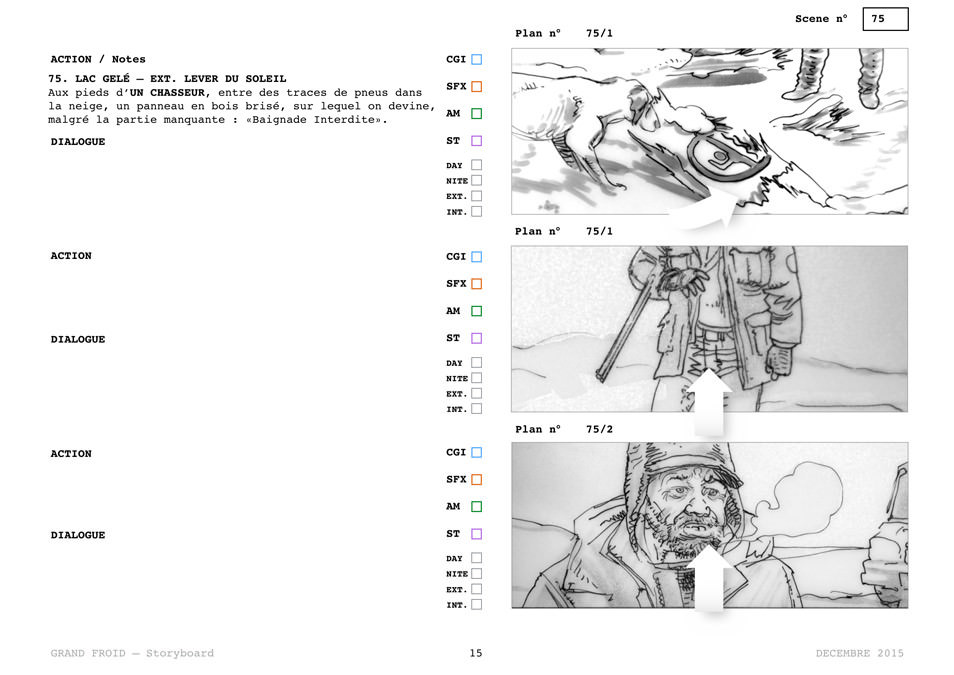 Scene nº 75
Plan nº 75/1
ACTION / Notes
CGI
75. LAC GELÉ – EXT. LEVER DU SOLEIL
Aux pieds d'UN CHASSEUR, entre des traces de pneus dans
SFX
la neige, un panneau en bois brisé, sur lequel on devine,
malgré la partie manquante : «Baignade Interdite».
AM
DIALOGUE
ST
DAY
NITE
EXT.
INT.
Plan nº 75/1
ACTION
CGI
SFX
AM
DIALOGUE
ST
DAY
NITE
EXT.
INT.
Plan nº 75/2
ACTION
CGI
SFX
AM
DIALOGUE
ST
DAY
NITE
EXT.
INT.
GRAND FROID – Storyboard
15
DECEMBRE 2015